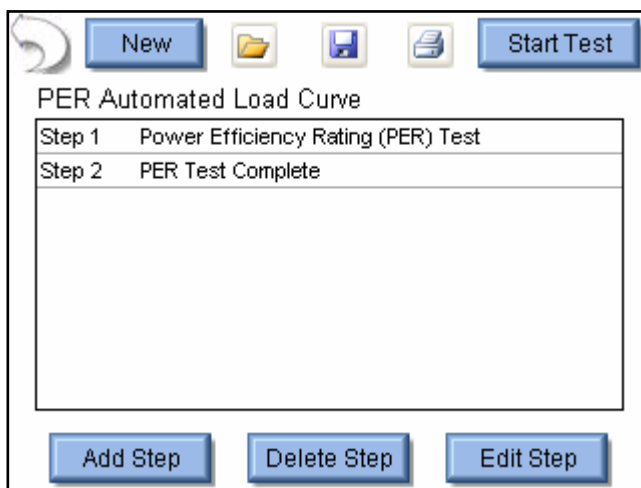 New Start Test
PER Automated Load Curve
Step 1 Power Efficiency Rating (PER) Test
Step 2 PER Test Complete
Add Step Delete Step Edit Step